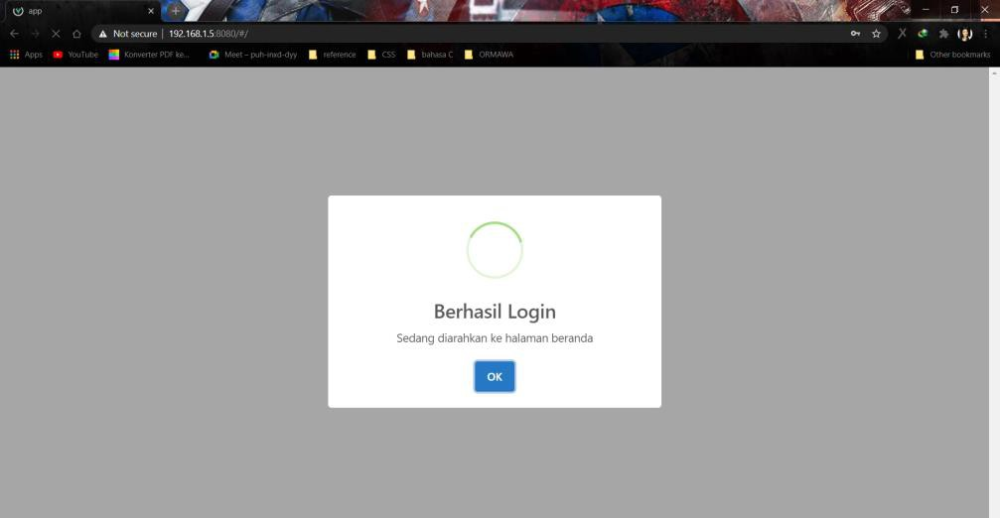 app
Not secure | 192.168.1.5:8080/#/
Apps YouTube Konverter PDF ke... Meet – puh-inxd-dyy reference CSS bahasa C ORMAWA Other bookmarks
Berhasil Login
Sedang diarahkan ke halaman beranda
OK